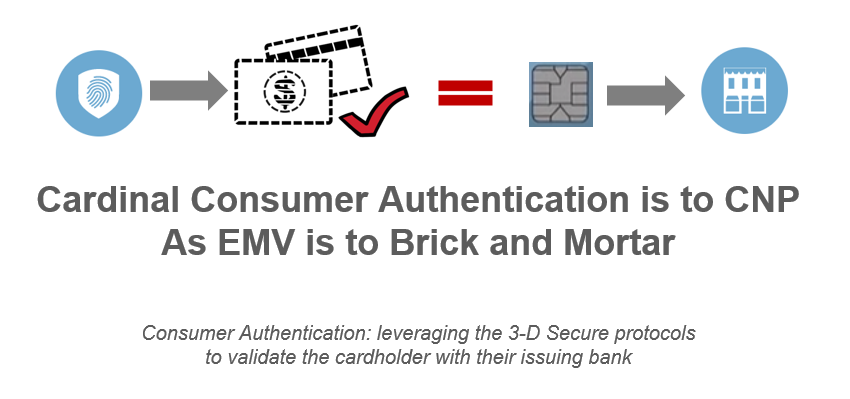 Cardinal Consumer Authentication is to CNP
As EMV is to Brick and Mortar
Consumer Authentication: leveraging the 3-D Secure protocols
to validate the cardholder with their issuing bank